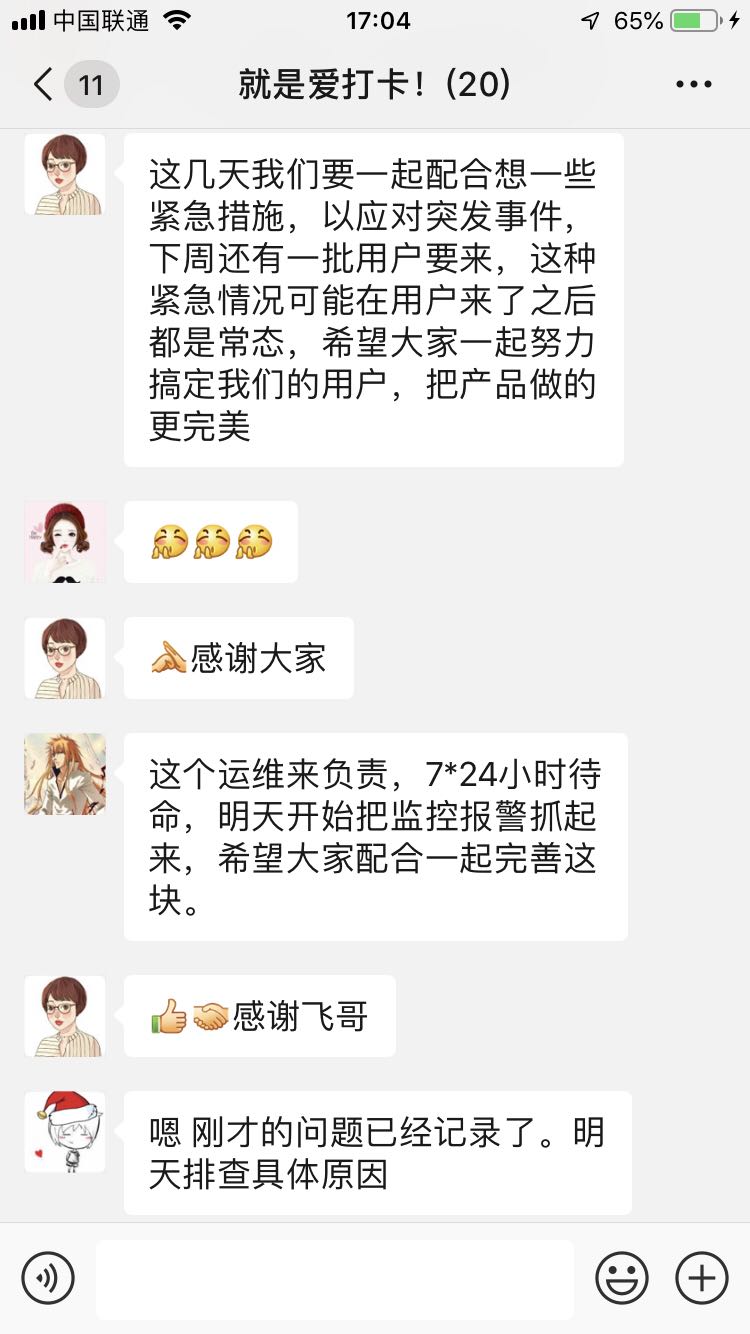 中国联通 17:04 65%
11 就是爱打卡！(20)
这几天我们要一起配合想一些
紧急措施，以应对突发事件，
下周还有一批用户要来，这种
紧急情况可能在用户来了之后
都是常态，希望大家一起努力
搞定我们的用户，把产品做的
更完美
感谢大家
这个运维来负责，7*24小时待
命，明天开始把监控报警抓起
来，希望大家配合一起完善这
块。
感谢飞哥
嗯 刚才的问题已经记录了。明
天排查具体原因